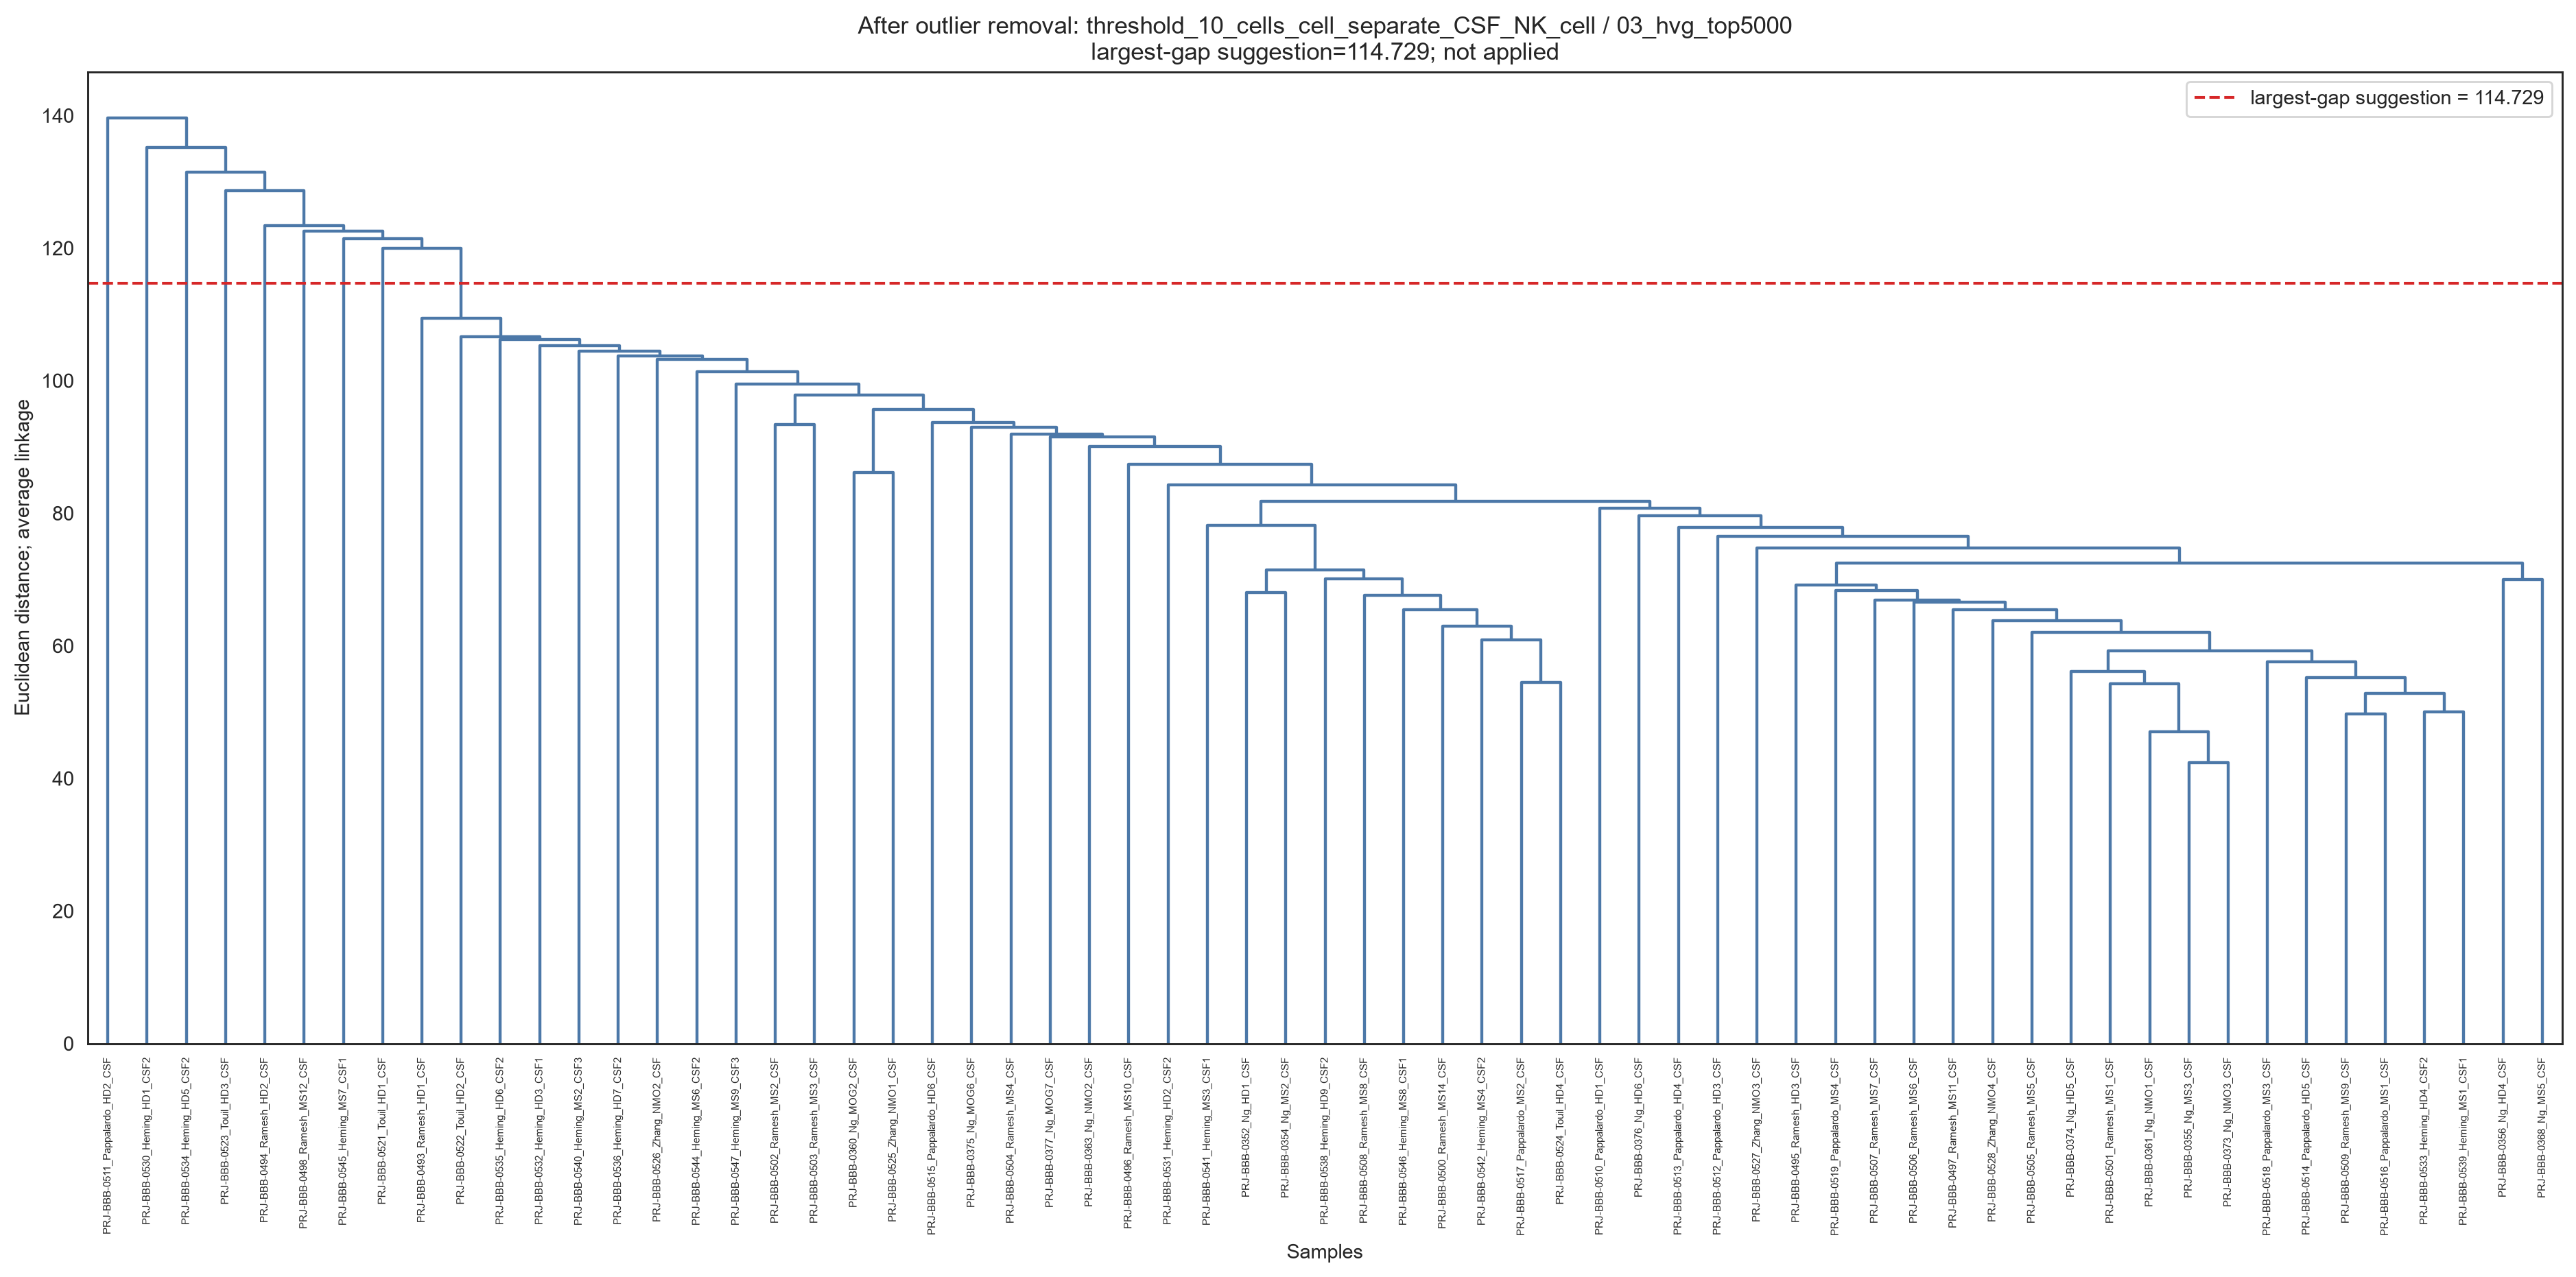 After outlier removal: threshold_10_cells_cell_separate_CSF_NK_cell / 03_hvg_top5000
largest-gap suggestion=114.729; not applied
largest-gap suggestion = 114.729
Euclidean distance; average linkage
140
120
100
80
60
40
20
0
PRJ-BBB-0511_Pappalardo_HD2_CSF
PRJ-BBB-0530_Heming_HD1_CSF2
PRJ-BBB-0534_Heming_HD5_CSF2
PRJ-BBB-0523_Touil_HD3_CSF
PRJ-BBB-0494_Ramesh_HD2_CSF
PRJ-BBB-0498_Ramesh_MS12_CSF
PRJ-BBB-0545_Heming_MS7_CSF1
PRJ-BBB-0521_Touil_HD1_CSF
PRJ-BBB-0493_Ramesh_HD1_CSF
PRJ-BBB-0522_Touil_HD2_CSF
PRJ-BBB-0535_Heming_HD6_CSF2
PRJ-BBB-0532_Heming_HD3_CSF1
PRJ-BBB-0540_Heming_MS2_CSF3
PRJ-BBB-0536_Heming_HD7_CSF2
PRJ-BBB-0526_Zhang_NMO2_CSF
PRJ-BBB-0544_Heming_MS6_CSF2
PRJ-BBB-0547_Heming_MS9_CSF3
PRJ-BBB-0502_Ramesh_MS2_CSF
PRJ-BBB-0503_Ramesh_MS3_CSF
PRJ-BBB-0360_Ng_MOG2_CSF
PRJ-BBB-0525_Zhang_NMO1_CSF
PRJ-BBB-0515_Pappalardo_HD6_CSF
PRJ-BBB-0375_Ng_MOG6_CSF
PRJ-BBB-0504_Ramesh_MS4_CSF
PRJ-BBB-0377_Ng_MOG7_CSF
PRJ-BBB-0363_Ng_NMO2_CSF
PRJ-BBB-0496_Ramesh_MS10_CSF
PRJ-BBB-0531_Heming_HD2_CSF2
PRJ-BBB-0541_Heming_MS3_CSF1
PRJ-BBB-0352_Ng_HD1_CSF
PRJ-BBB-0354_Ng_MS2_CSF
PRJ-BBB-0538_Heming_HD9_CSF2
PRJ-BBB-0508_Ramesh_MS8_CSF
PRJ-BBB-0546_Heming_MS8_CSF1
PRJ-BBB-0500_Ramesh_MS14_CSF
PRJ-BBB-0542_Heming_MS4_CSF2
PRJ-BBB-0517_Pappalardo_MS2_CSF
PRJ-BBB-0524_Touil_HD4_CSF
PRJ-BBB-0510_Pappalardo_HD1_CSF
PRJ-BBB-0376_Ng_HD6_CSF
PRJ-BBB-0513_Pappalardo_HD4_CSF
PRJ-BBB-0512_Pappalardo_HD3_CSF
PRJ-BBB-0527_Zhang_NMO3_CSF
PRJ-BBB-0495_Ramesh_HD3_CSF
PRJ-BBB-0519_Pappalardo_MS4_CSF
PRJ-BBB-0507_Ramesh_MS7_CSF
PRJ-BBB-0506_Ramesh_MS6_CSF
PRJ-BBB-0497_Ramesh_MS11_CSF
PRJ-BBB-0528_Zhang_NMO4_CSF
PRJ-BBB-0505_Ramesh_MS5_CSF
PRJ-BBB-0374_Ng_HD5_CSF
PRJ-BBB-0501_Ramesh_MS1_CSF
PRJ-BBB-0361_Ng_NMO1_CSF
PRJ-BBB-0355_Ng_MS3_CSF
PRJ-BBB-0373_Ng_NMO3_CSF
PRJ-BBB-0518_Pappalardo_MS3_CSF
PRJ-BBB-0514_Pappalardo_HD5_CSF
PRJ-BBB-0509_Ramesh_MS9_CSF
PRJ-BBB-0516_Pappalardo_MS1_CSF
PRJ-BBB-0533_Heming_HD4_CSF2
PRJ-BBB-0539_Heming_MS1_CSF1
PRJ-BBB-0356_Ng_HD4_CSF
PRJ-BBB-0368_Ng_MS5_CSF
Samples